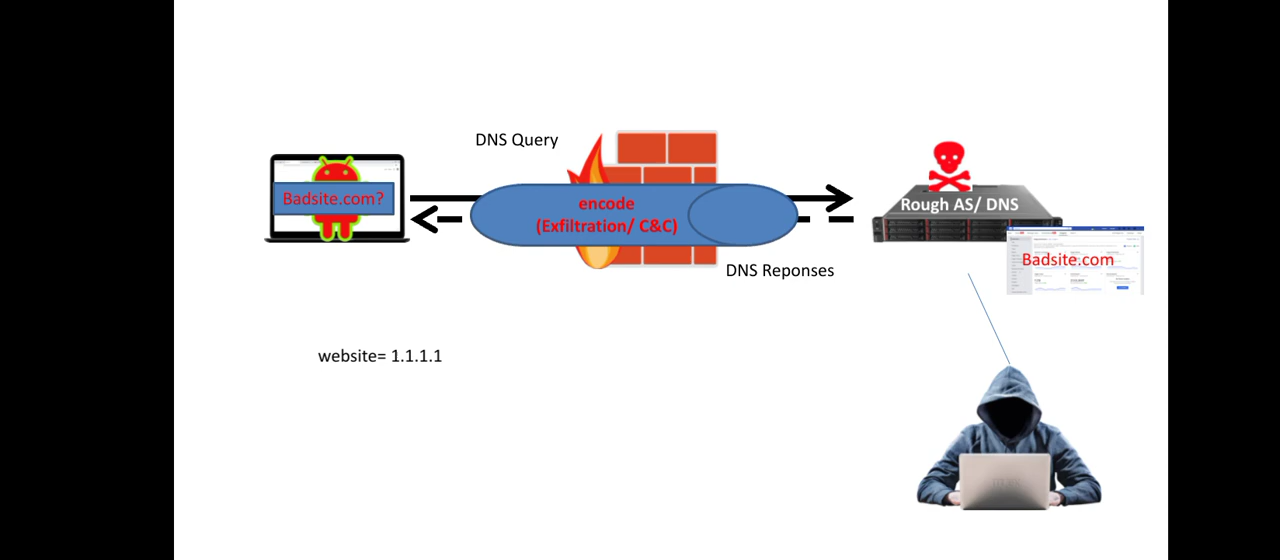 DNS Query
Badsite.com?
encode
(Exfiltration/ C&C)
Rough AS/ DNS
Badsite.com
DNS Reponses
website= 1.1.1.1